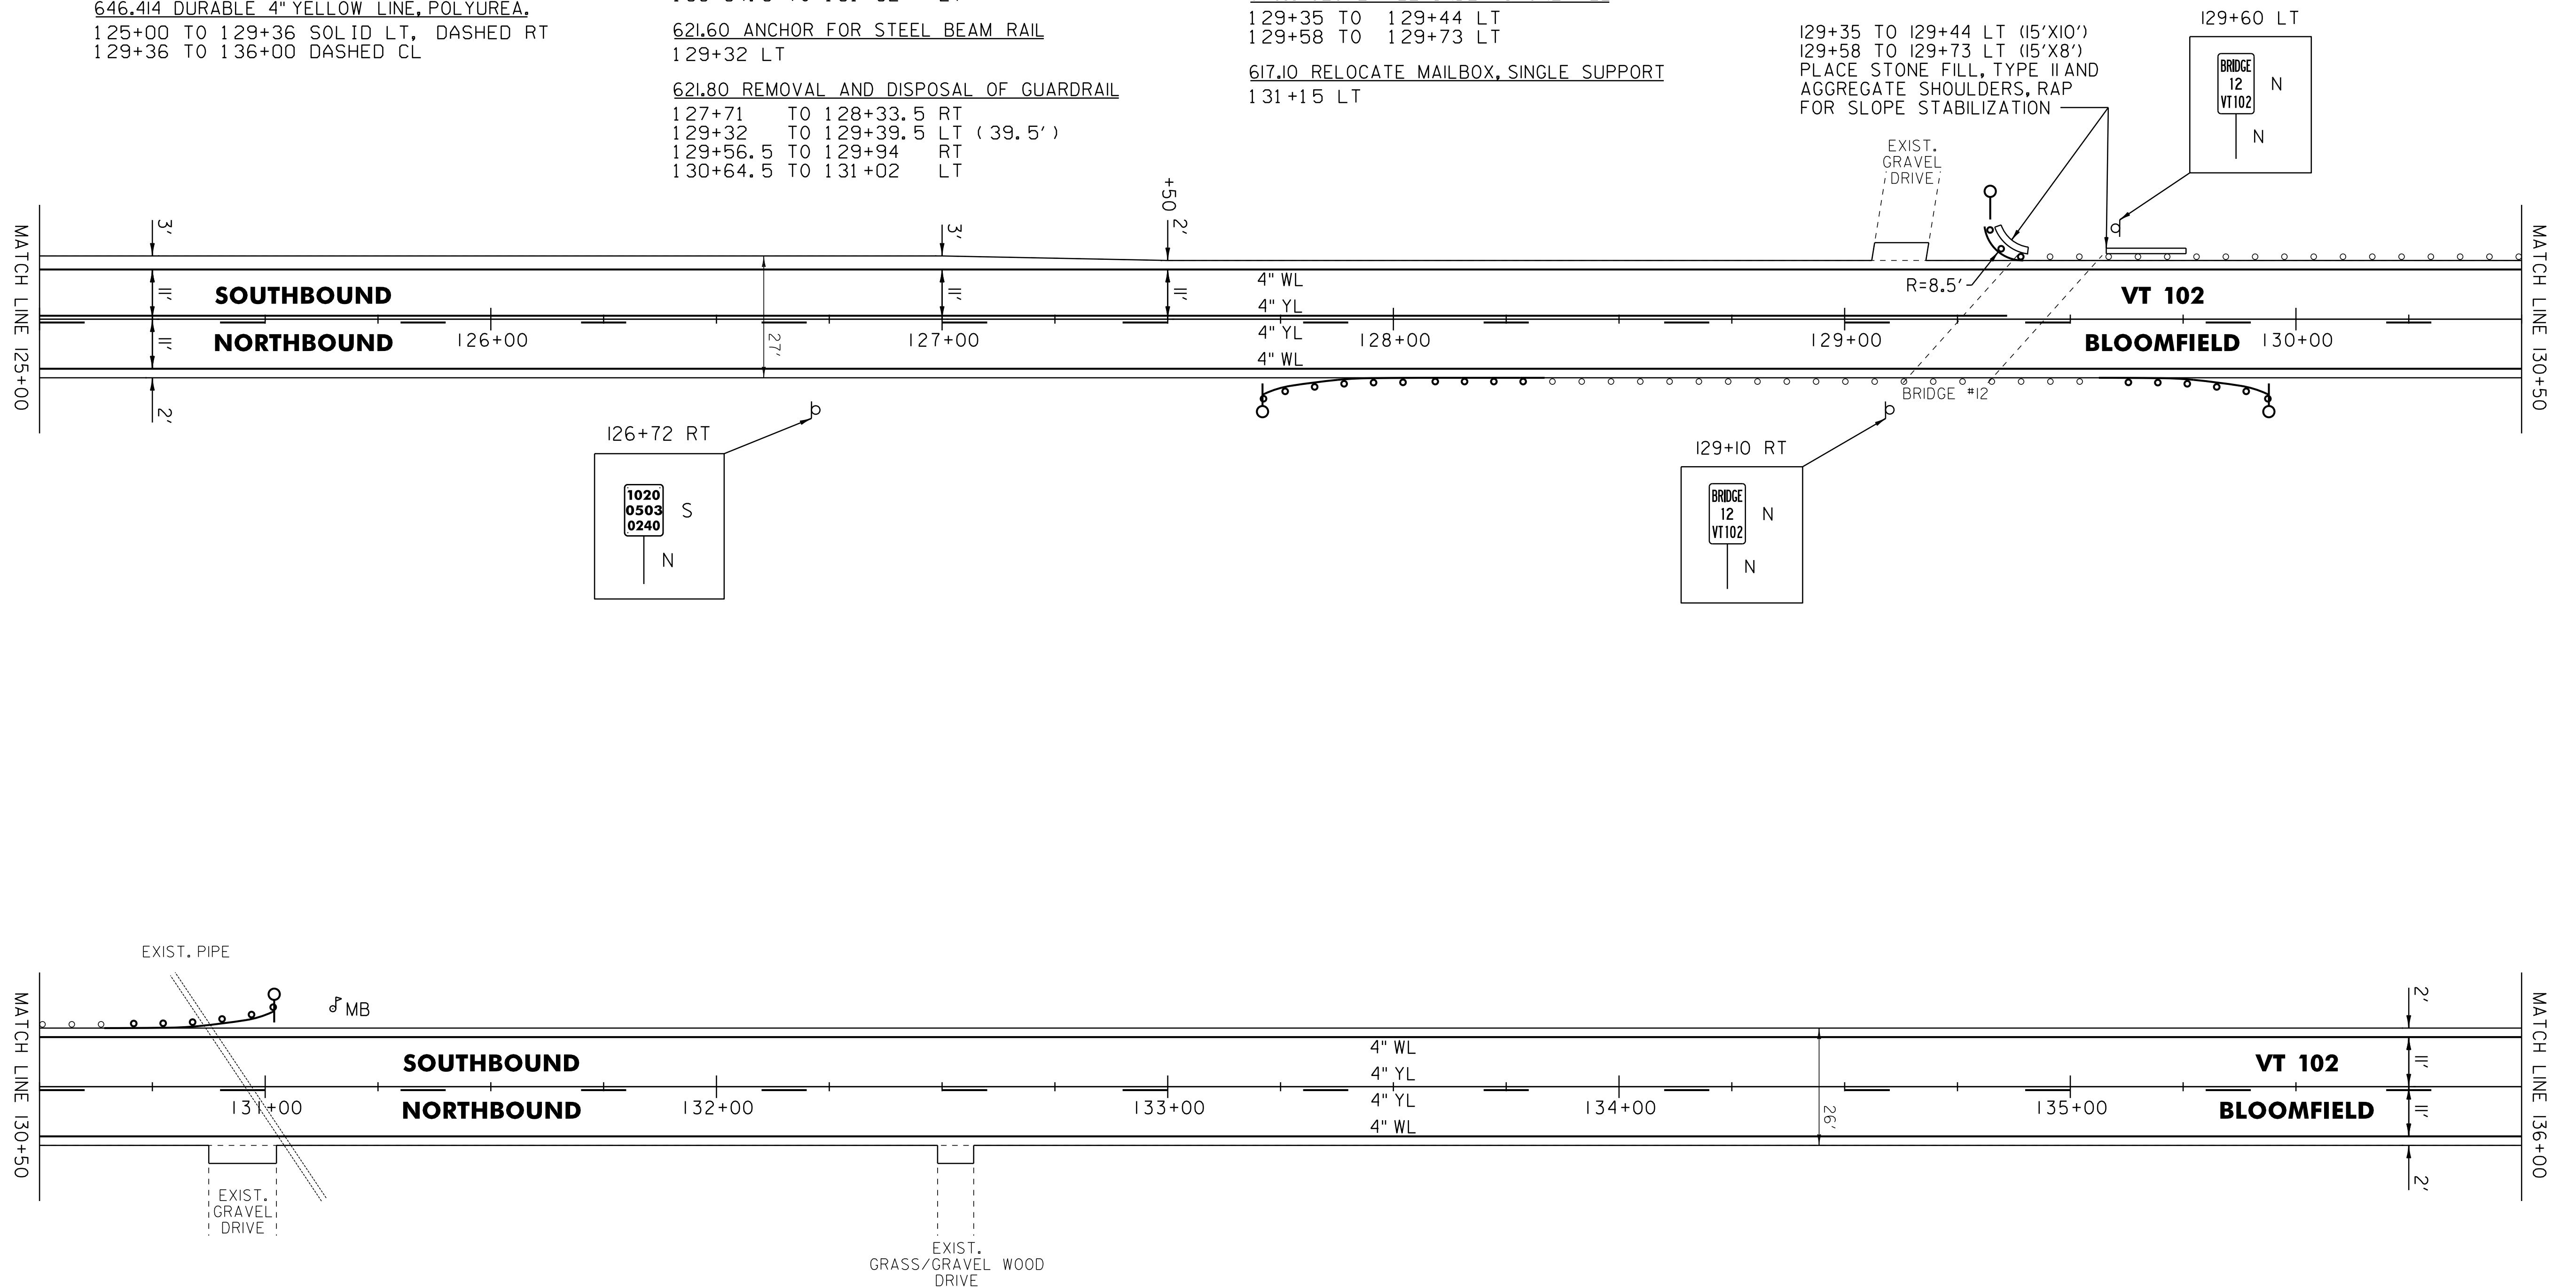 646.414 DURABLE 4" YELLOW LINE, POLYUREA.
125+00 TO 129+36 SOLID LT, DASHED RT
129+36 TO 136+00 DASHED CL
621.60 ANCHOR FOR STEEL BEAM RAIL
129+32 LT
621.80 REMOVAL AND DISPOSAL OF GUARDRAIL
127+71 TO 128+33.5 RT
129+32 TO 129+39.5 LT (39.5')
129+56.5 TO 129+94 RT
130+64.5 TO 131+02 LT
129+35 TO 129+44 LT
129+58 TO 129+73 LT
617.10 RELOCATE MAILBOX, SINGLE SUPPORT
131+15 LT
129+35 TO 129+44 LT (15'X10')
129+58 TO 129+73 LT (15'X8')
PLACE STONE FILL, TYPE II AND
AGGREGATE SHOULDERS, RAP
FOR SLOPE STABILIZATION
129+60 LT
BRIDGE
12
VT102
N
N
EXIST.
GRAVEL
DRIVE
MATCH LINE 125+00
3'
3'
+50
2'
11'
11'
11'
11'
2'
27'
SOUTHBOUND
NORTHBOUND
4" WL
4" YL
4" YL
4" WL
R=8.5'
VT 102
BLOOMFIELD
126+00
127+00
128+00
129+00
130+00
BRIDGE #12
MATCH LINE 130+50
126+72 RT
1020
0503
0240
S
N
129+10 RT
BRIDGE
12
VT102
N
N
EXIST. PIPE
MB
MATCH LINE 130+50
SOUTHBOUND
NORTHBOUND
4" WL
4" YL
4" YL
4" WL
VT 102
BLOOMFIELD
131+00
132+00
133+00
134+00
135+00
26'
2'
11'
11'
2'
MATCH LINE 136+00
EXIST.
GRAVEL
DRIVE
EXIST.
GRASS/GRAVEL WOOD
DRIVE